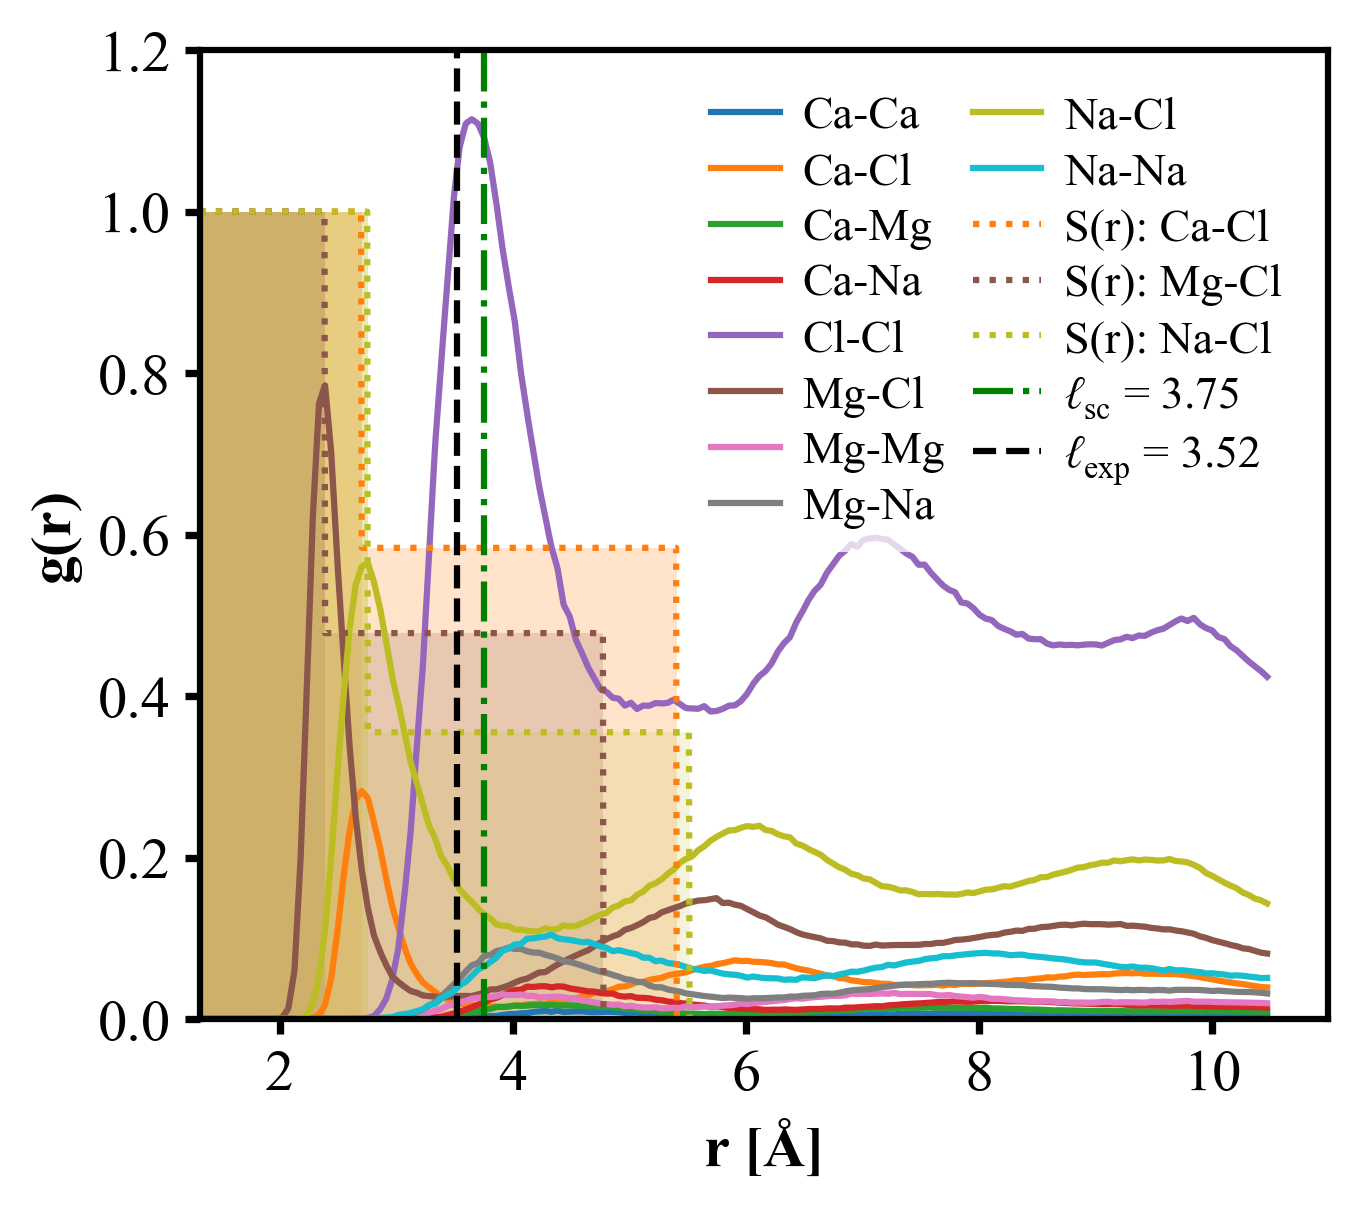 1.2
1.0
0.8
0.6
0.4
0.2
0.0
g(r)
2 4 6 8 10
r [Å]
Ca-Ca
Ca-Cl
Ca-Mg
Ca-Na
Cl-Cl
Mg-Cl
Mg-Mg
Mg-Na
Na-Cl
Na-Na
S(r): Ca-Cl
S(r): Mg-Cl
S(r): Na-Cl
ℓsc = 3.75
ℓexp = 3.52